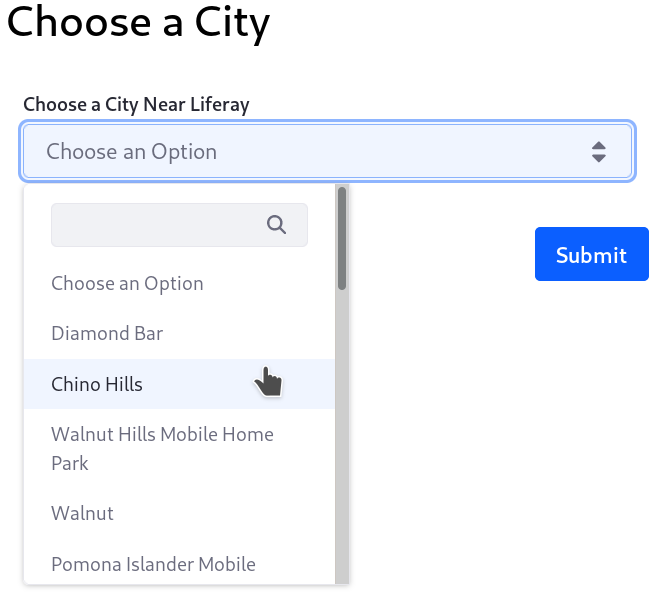 Choose a City
Choose a City Near Liferay
Choose an Option
Submit
Choose an Option
Diamond Bar
Chino Hills
Walnut Hills Mobile Home
Park
Walnut
Pomona Islander Mobile